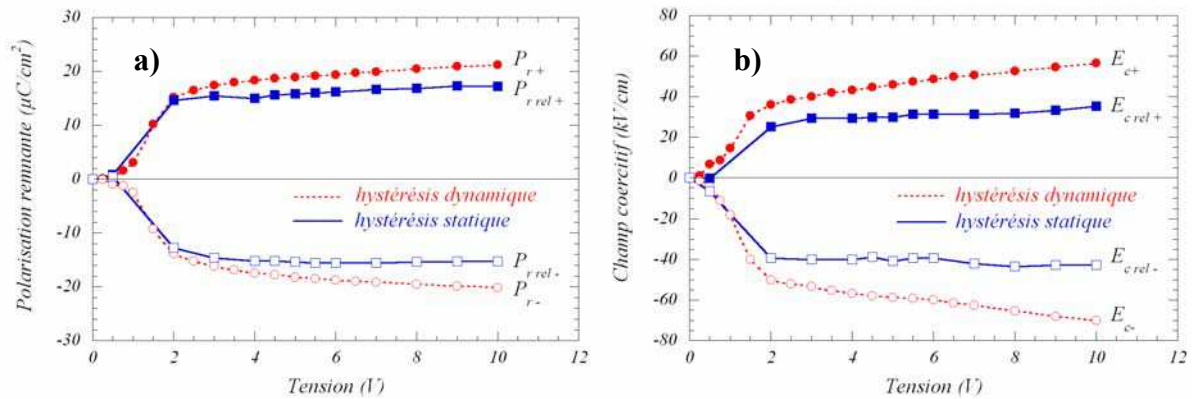 a)
Polarisation remnante (µC/cm²)
30
20
10
0
-10
-20
-30
P r +
P r rel +
hystérésis dynamique
hystérésis statique
P r rel -
P r -
0 2 4 6 8 10 12
Tension (V)
b)
Champ coercitif (kV/cm)
80
60
40
20
0
-20
-40
-60
-80
E c+
E c rel +
hystérésis dynamique
hystérésis statique
E c rel -
E c-
0 2 4 6 8 10 12
Tension (V)